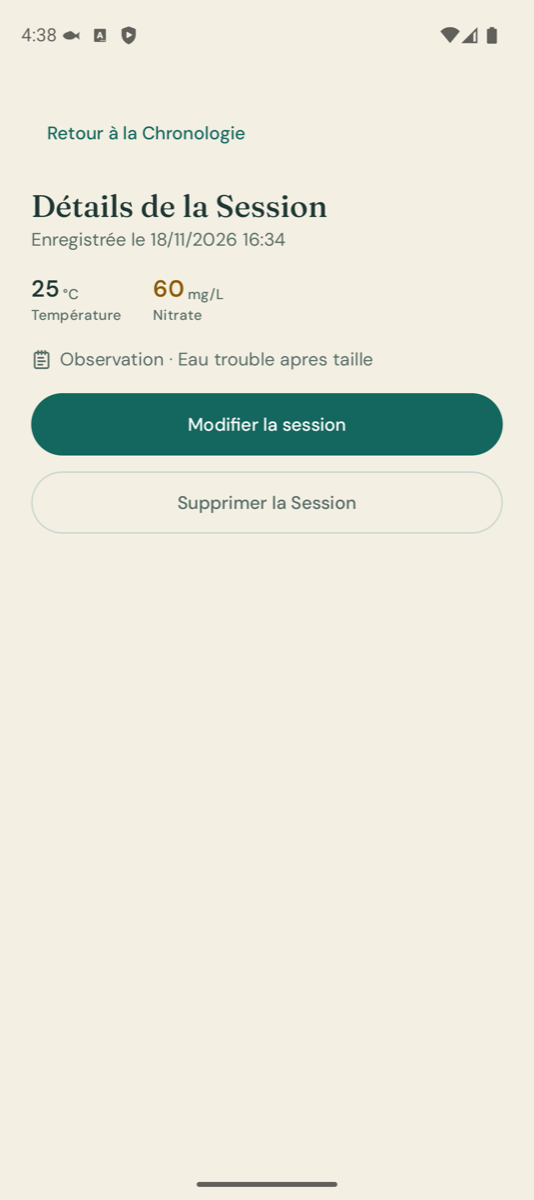 4:38
Retour à la Chronologie
Détails de la Session
Enregistrée le 18/11/2026 16:34
25 °C 60 mg/L
Température Nitrate
Observation · Eau trouble apres taille
Modifier la session
Supprimer la Session